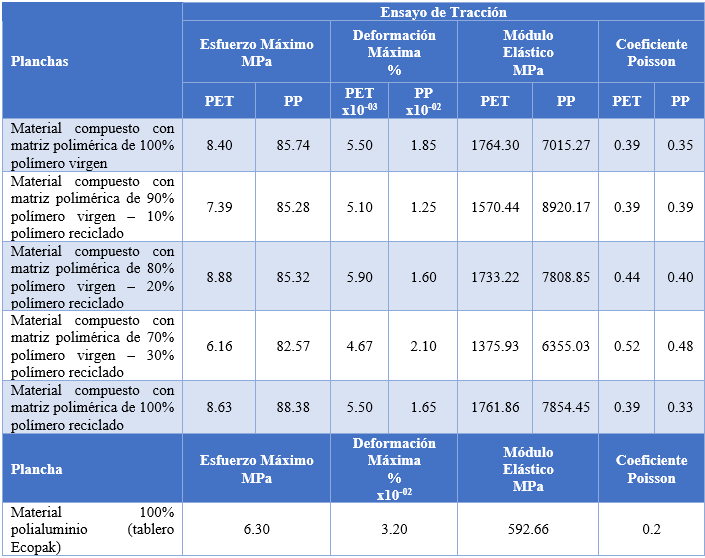 Planchas
Ensayo de Tracción
Esfuerzo Máximo
MPa
Deformación
Máxima
%
Módulo
Elástico
MPa
Coeficiente
Poisson
PET
PP
PET
x10-03
PP
x10-02
PET
PP
PET
PP
Material compuesto con
matriz polimérica de 100%
polímero virgen
8.40
85.74
5.50
1.85
1764.30
7015.27
0.39
0.35
Material compuesto con
matriz polimérica de 90%
polímero virgen – 10%
polímero reciclado
7.39
85.28
5.10
1.25
1570.44
8920.17
0.39
0.39
Material compuesto con
matriz polimérica de 80%
polímero virgen – 20%
polímero reciclado
8.88
85.32
5.90
1.60
1733.22
7808.85
0.44
0.40
Material compuesto con
matriz polimérica de 70%
polímero virgen – 30%
polímero reciclado
6.16
82.57
4.67
2.10
1375.93
6355.03
0.52
0.48
Material compuesto con
matriz polimérica de 100%
polímero reciclado
8.63
88.38
5.50
1.65
1761.86
7854.45
0.39
0.33
Plancha
Esfuerzo Máximo
MPa
Deformación
Máxima
%
x10-02
Módulo
Elástico
MPa
Coeficiente
Poisson
Material 100%
polialuminio (tablero
Ecopak)
6.30
3.20
592.66
0.2